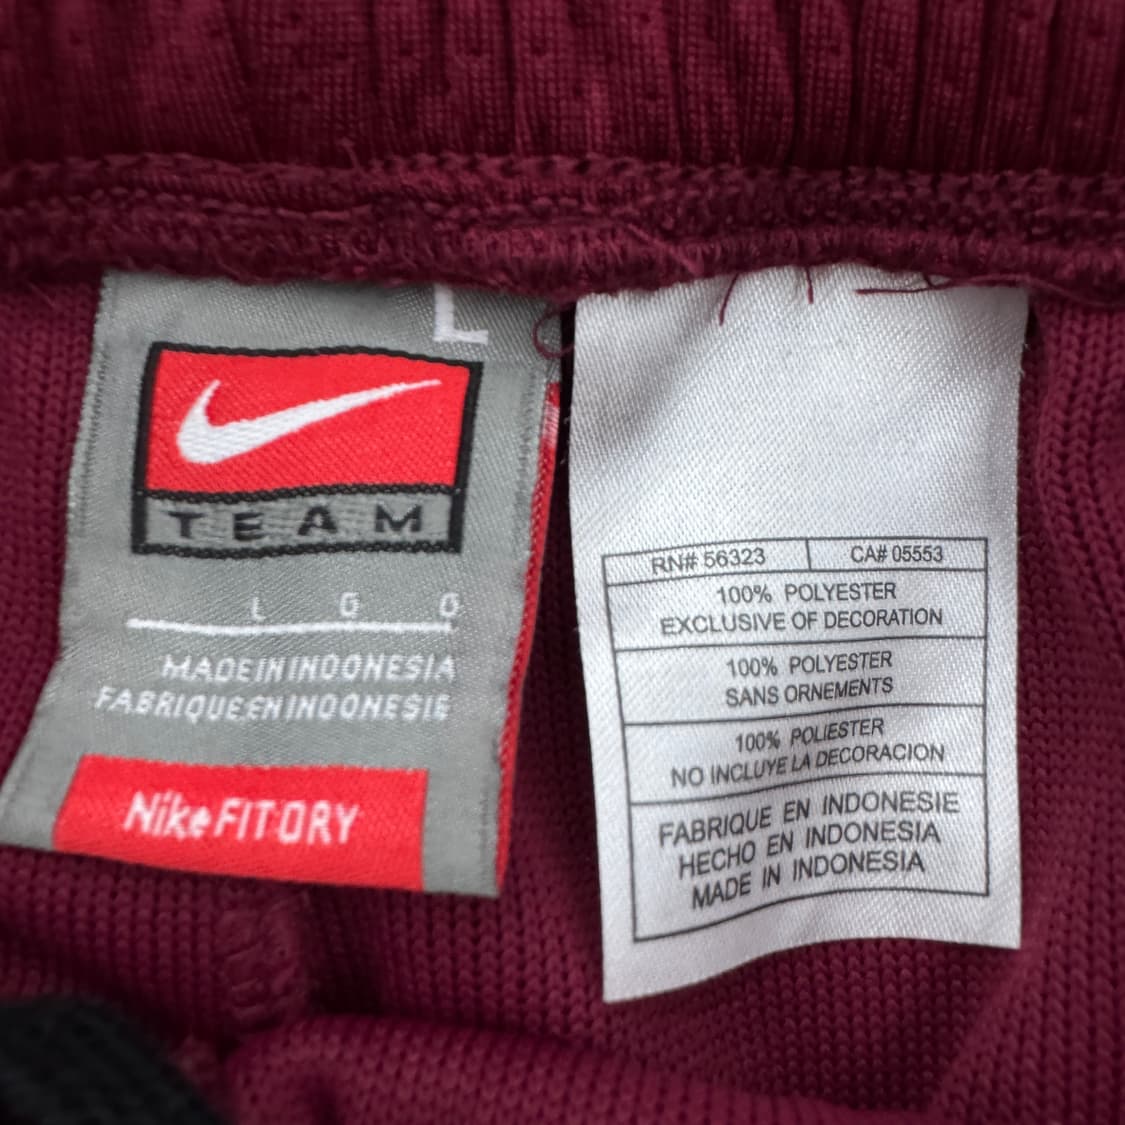 L
TEAM
L G G
MADE IN INDONESIA
FABRIQUE EN INDONESIE
Nike FIT DRY
RN# 56323 CA# 05553
100% POLYESTER
EXCLUSIVE OF DECORATION
100% POLYESTER
SANS ORNEMENTS
100% POLIESTER
NO INCLUYE LA DECORACION
FABRIQUE EN INDONESIE
HECHO EN INDONESIA
MADE IN INDONESIA